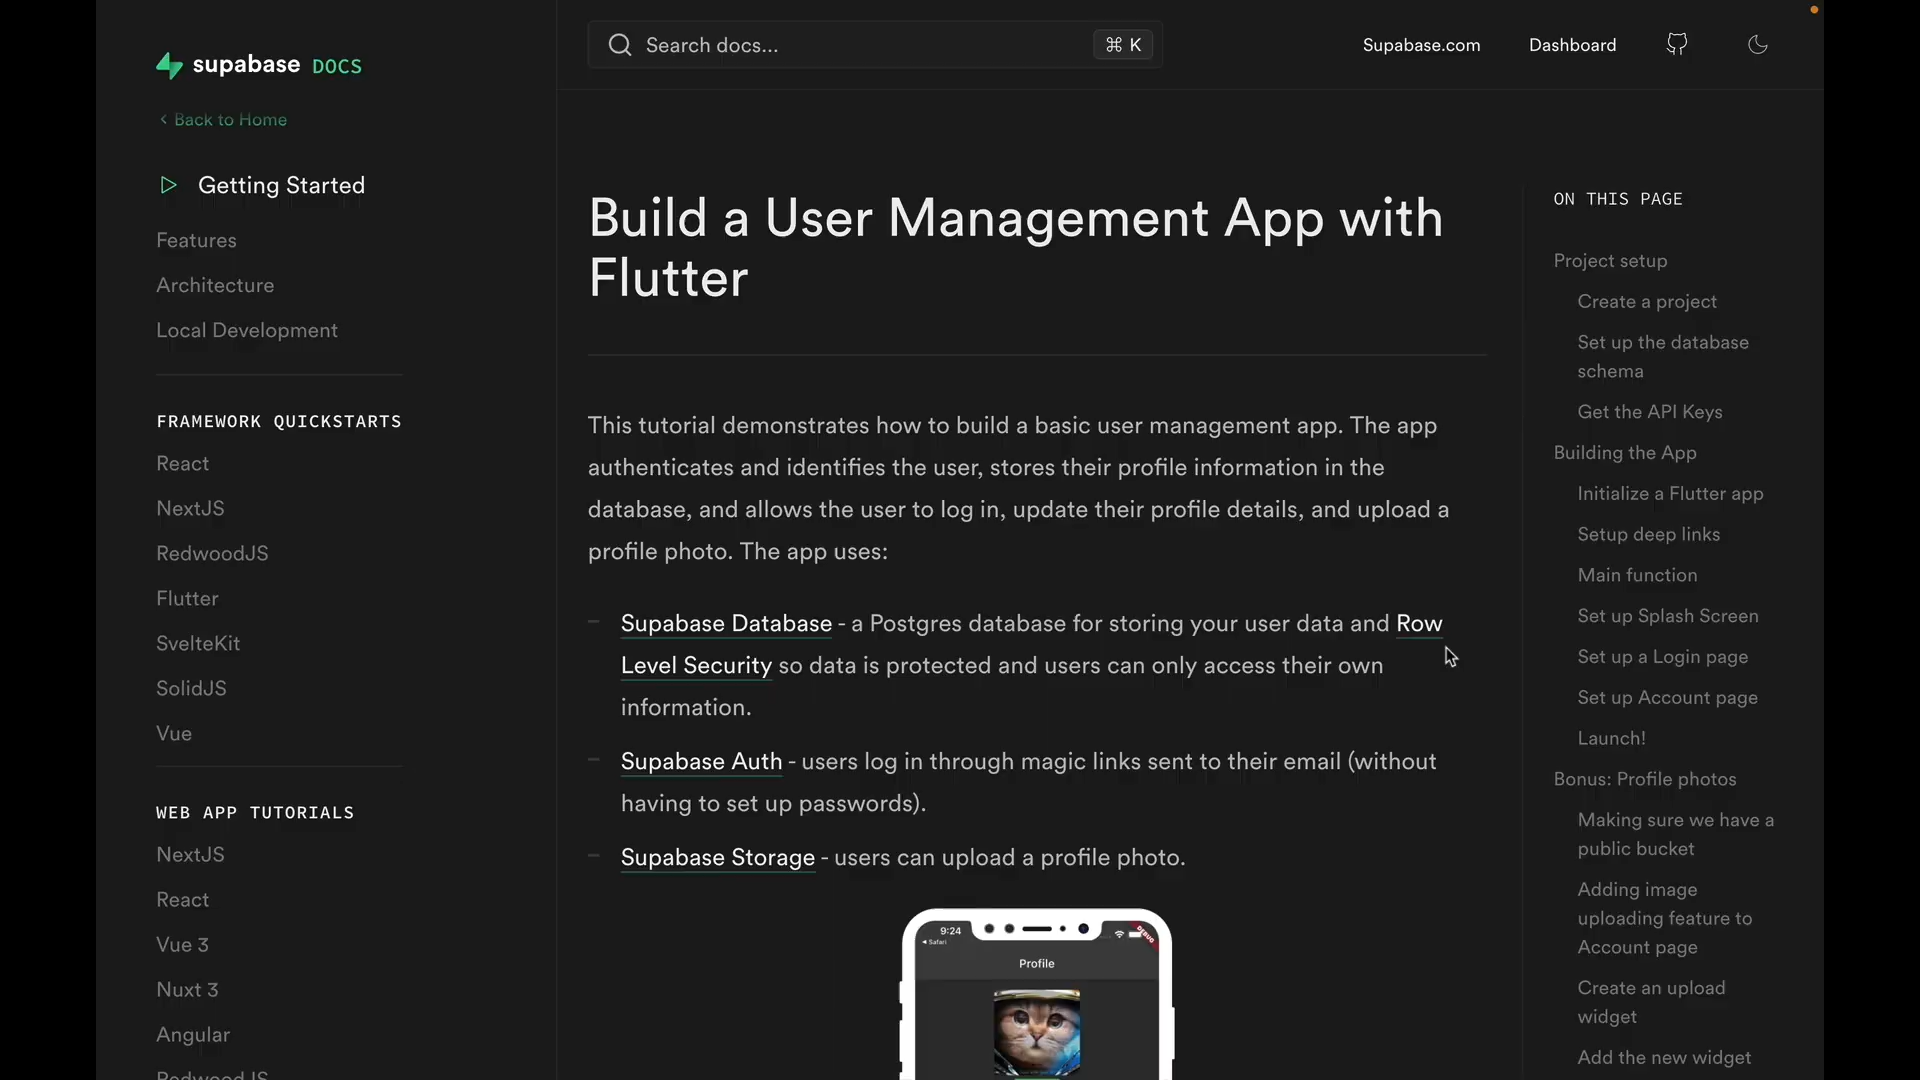 supabase DOCS
Back to Home
Getting Started
Features
Architecture
Local Development
FRAMEWORK QUICKSTARTS
React
NextJS
RedwoodJS
Flutter
SvelteKit
SolidJS
Vue
WEB APP TUTORIALS
NextJS
React
Vue 3
Nuxt 3
Angular
RedwoodJS
Search docs...
⌘ K
Supabase.com
Dashboard
Build a User Management App with
Flutter
This tutorial demonstrates how to build a basic user management app. The app
authenticates and identifies the user, stores their profile information in the
database, and allows the user to log in, update their profile details, and upload a
profile photo. The app uses:
Supabase Database - a Postgres database for storing your user data and Row
Level Security so data is protected and users can only access their own
information.
Supabase Auth - users log in through magic links sent to their email (without
having to set up passwords).
Supabase Storage - users can upload a profile photo.
9:24
Safari
DEBUG
Profile
ON THIS PAGE
Project setup
Create a project
Set up the database
schema
Get the API Keys
Building the App
Initialize a Flutter app
Setup deep links
Main function
Set up Splash Screen
Set up a Login page
Set up Account page
Launch!
Bonus: Profile photos
Making sure we have a
public bucket
Adding image
uploading feature to
Account page
Create an upload
widget
Add the new widget